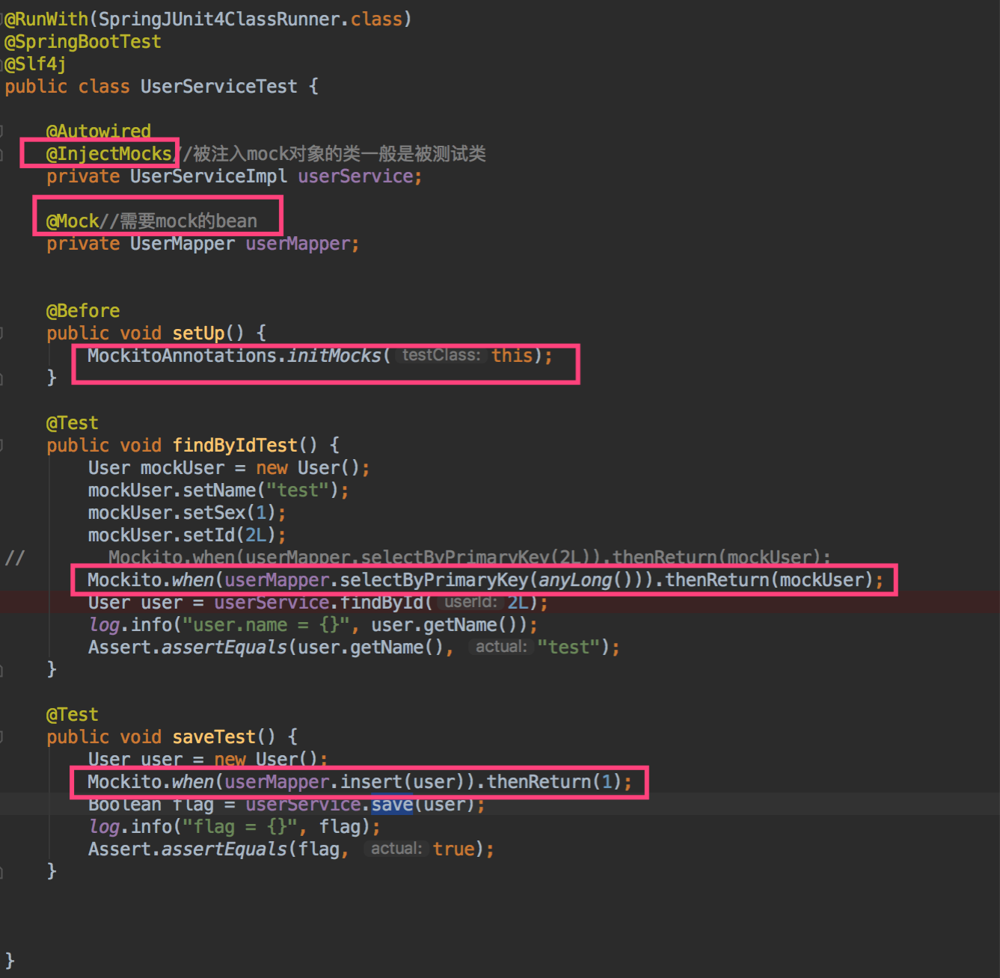 @RunWith(SpringJUnit4ClassRunner.class)
@SpringBootTest
@Slf4j
public class UserServiceTest {
@Autowired
@InjectMocks//被注入mock对象的类一般是被测试类
private UserServiceImpl userService;
@Mock//需要mock的bean
private UserMapper userMapper;
@Before
public void setUp() {
MockitoAnnotations.initMocks( testClass: this);
}
@Test
public void findByIdTest() {
User mockUser = new User();
mockUser.setName("test");
mockUser.setSex(1);
mockUser.setId(2L);
// Mockito.when(userMapper.selectByPrimaryKey(2L)).thenReturn(mockUser);
Mockito.when(userMapper.selectByPrimaryKey(anyLong())).thenReturn(mockUser);
User user = userService.findById( userId: 2L);
log.info("user.name = {}", user.getName());
Assert.assertEquals(user.getName(), actual: "test");
}
@Test
public void saveTest() {
User user = new User();
Mockito.when(userMapper.insert(user)).thenReturn(1);
Boolean flag = userService.save(user);
log.info("flag = {}", flag);
Assert.assertEquals(flag, actual: true);
}
}